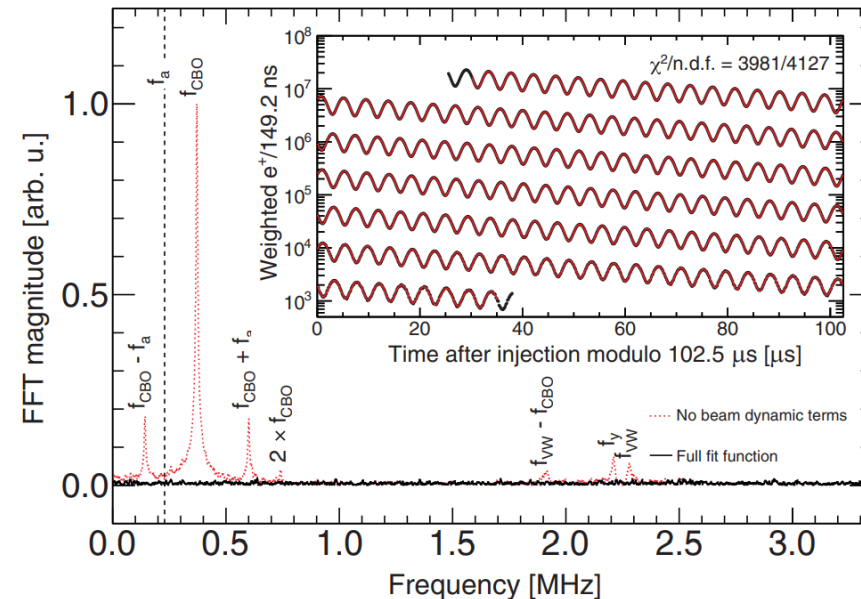 FFT magnitude [arb. u.]
1.0
0.5
0.0
f_a
f_CBO
f_CBO - f_a
f_CBO + f_a
2 × f_CBO
f_VW - f_CBO
f_y
f_VW
Weighted e⁺/149.2 ns
10⁸
10⁷
10⁶
10⁵
10⁴
10³
χ²/n.d.f. = 3981/4127
0 20 40 60 80 100
Time after injection modulo 102.5 μs [μs]
No beam dynamic terms
Full fit function
0.0 0.5 1.0 1.5 2.0 2.5 3.0
Frequency [MHz]